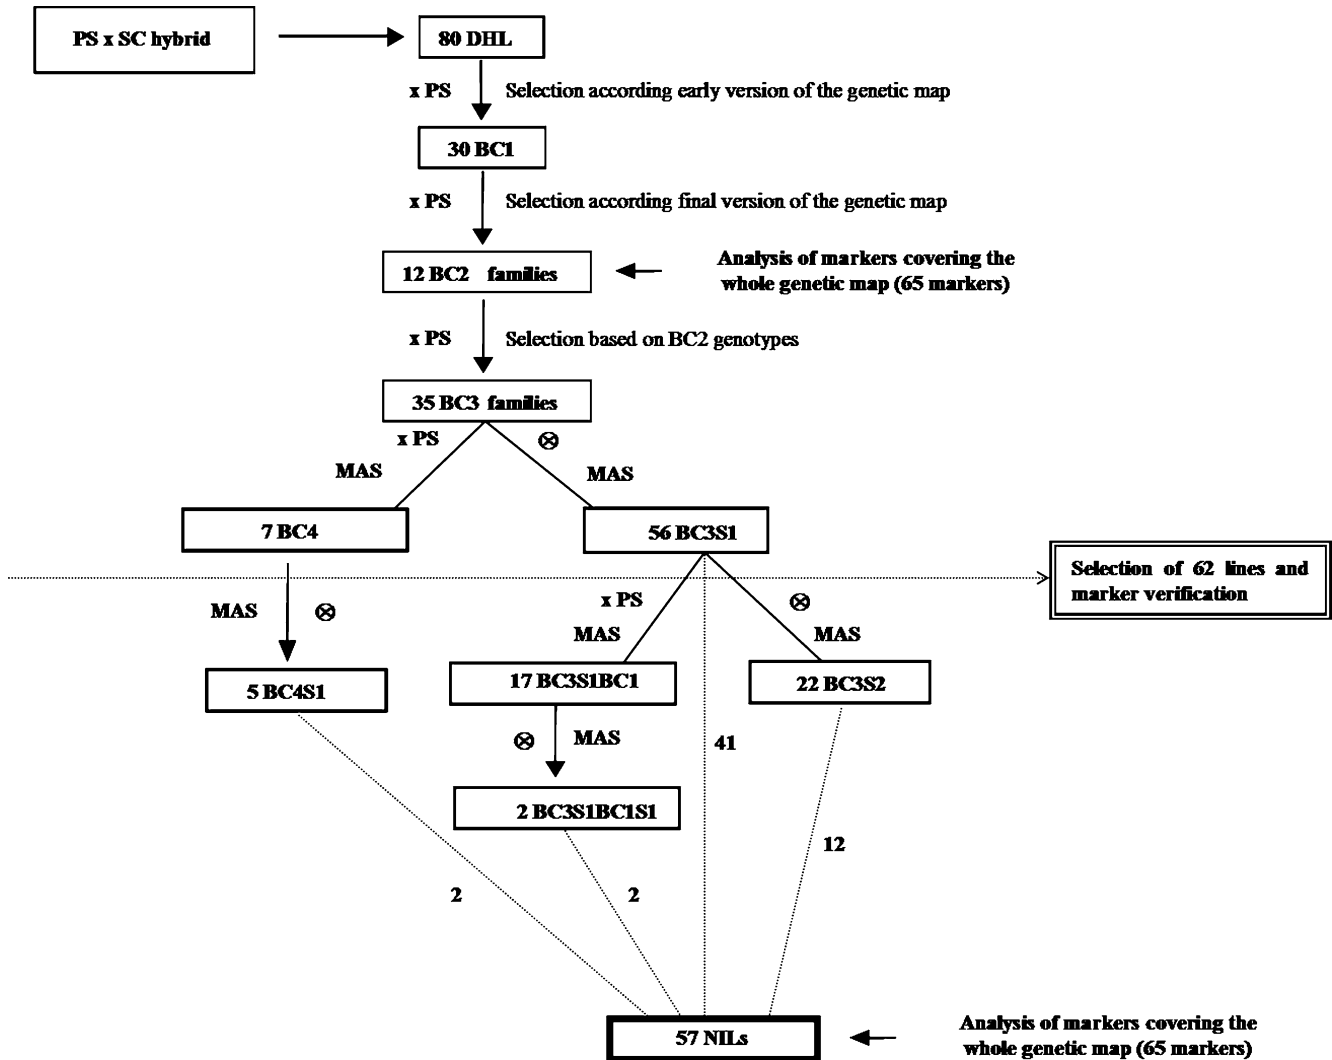 PS x SC hybrid
80 DHL
x PS Selection according early version of the genetic map
30 BC1
x PS Selection according final version of the genetic map
12 BC2 families
Analysis of markers covering the
whole genetic map (65 markers)
x PS Selection based on BC2 genotypes
35 BC3 families
x PS ⊗
MAS MAS
7 BC4
56 BC3S1
Selection of 62 lines and
marker verification
MAS ⊗
x PS ⊗
MAS MAS
5 BC4S1
17 BC3S1BC1
22 BC3S2
⊗ MAS
41
2 BC3S1BC1S1
12
2
2
57 NILs
Analysis of markers covering the
whole genetic map (65 markers)